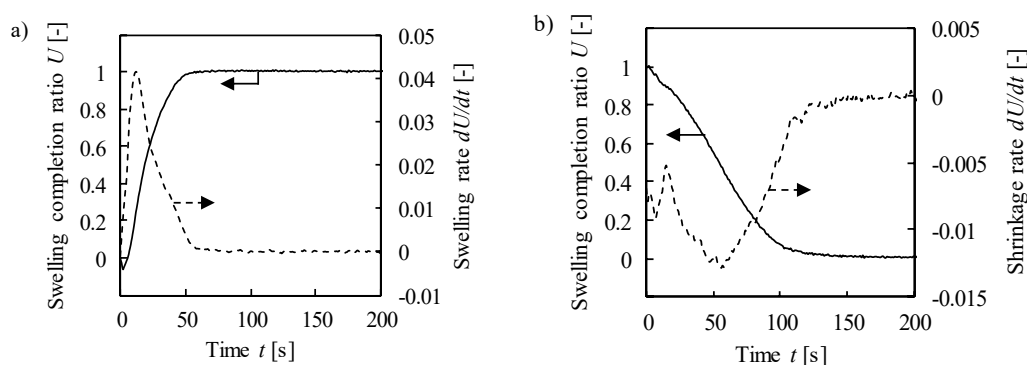 a)
Swelling completion ratio U [-]
1
0.8
0.6
0.4
0.2
0
0.05
0.04
0.03
0.02
0.01
0
-0.01
Swelling rate dU/dt [-]
0 50 100 150 200
Time t [s]
b)
Swelling completion ratio U [-]
1
0.8
0.6
0.4
0.2
0
0.005
0
-0.005
-0.01
-0.015
Shrinkage rate dU/dt [-]
0 50 100 150 200
Time t [s]